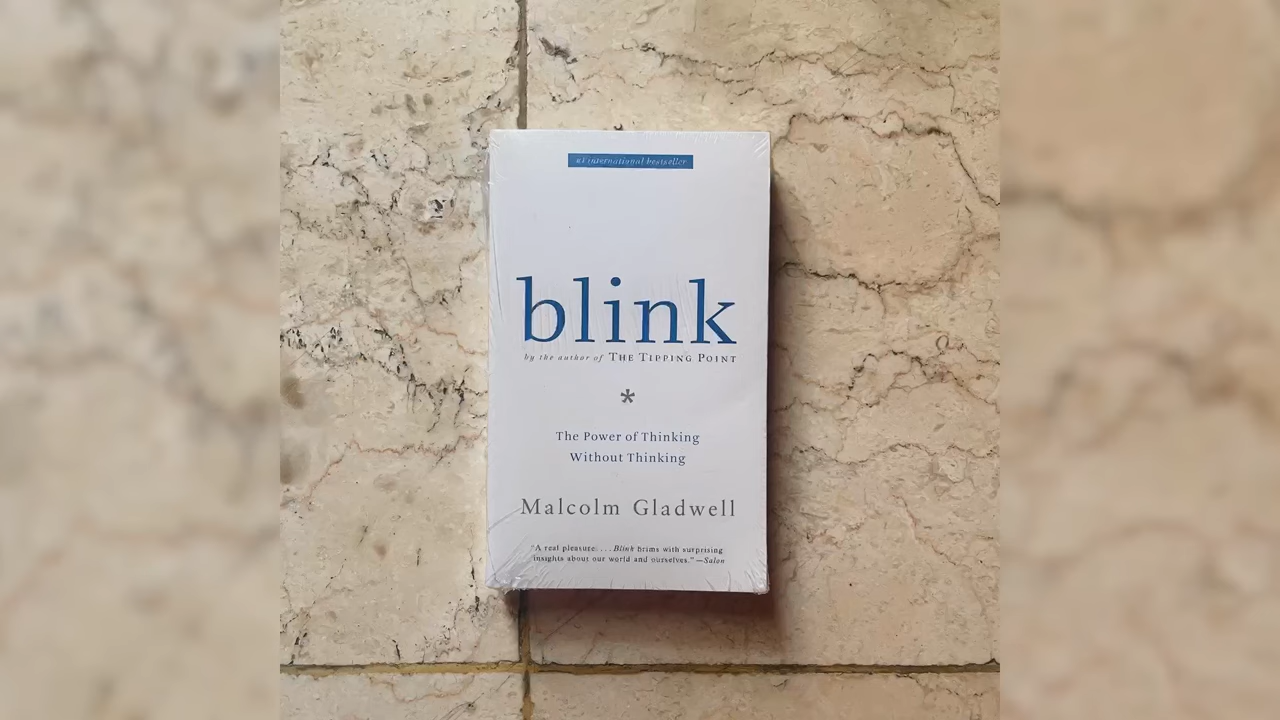 #1 international bestseller
blink
by the author of THE TIPPING POINT
*
The Power of Thinking
Without Thinking
Malcolm Gladwell
"A real pleasure. . . . Blink brims with surprising
insights about our world and ourselves." —Salon